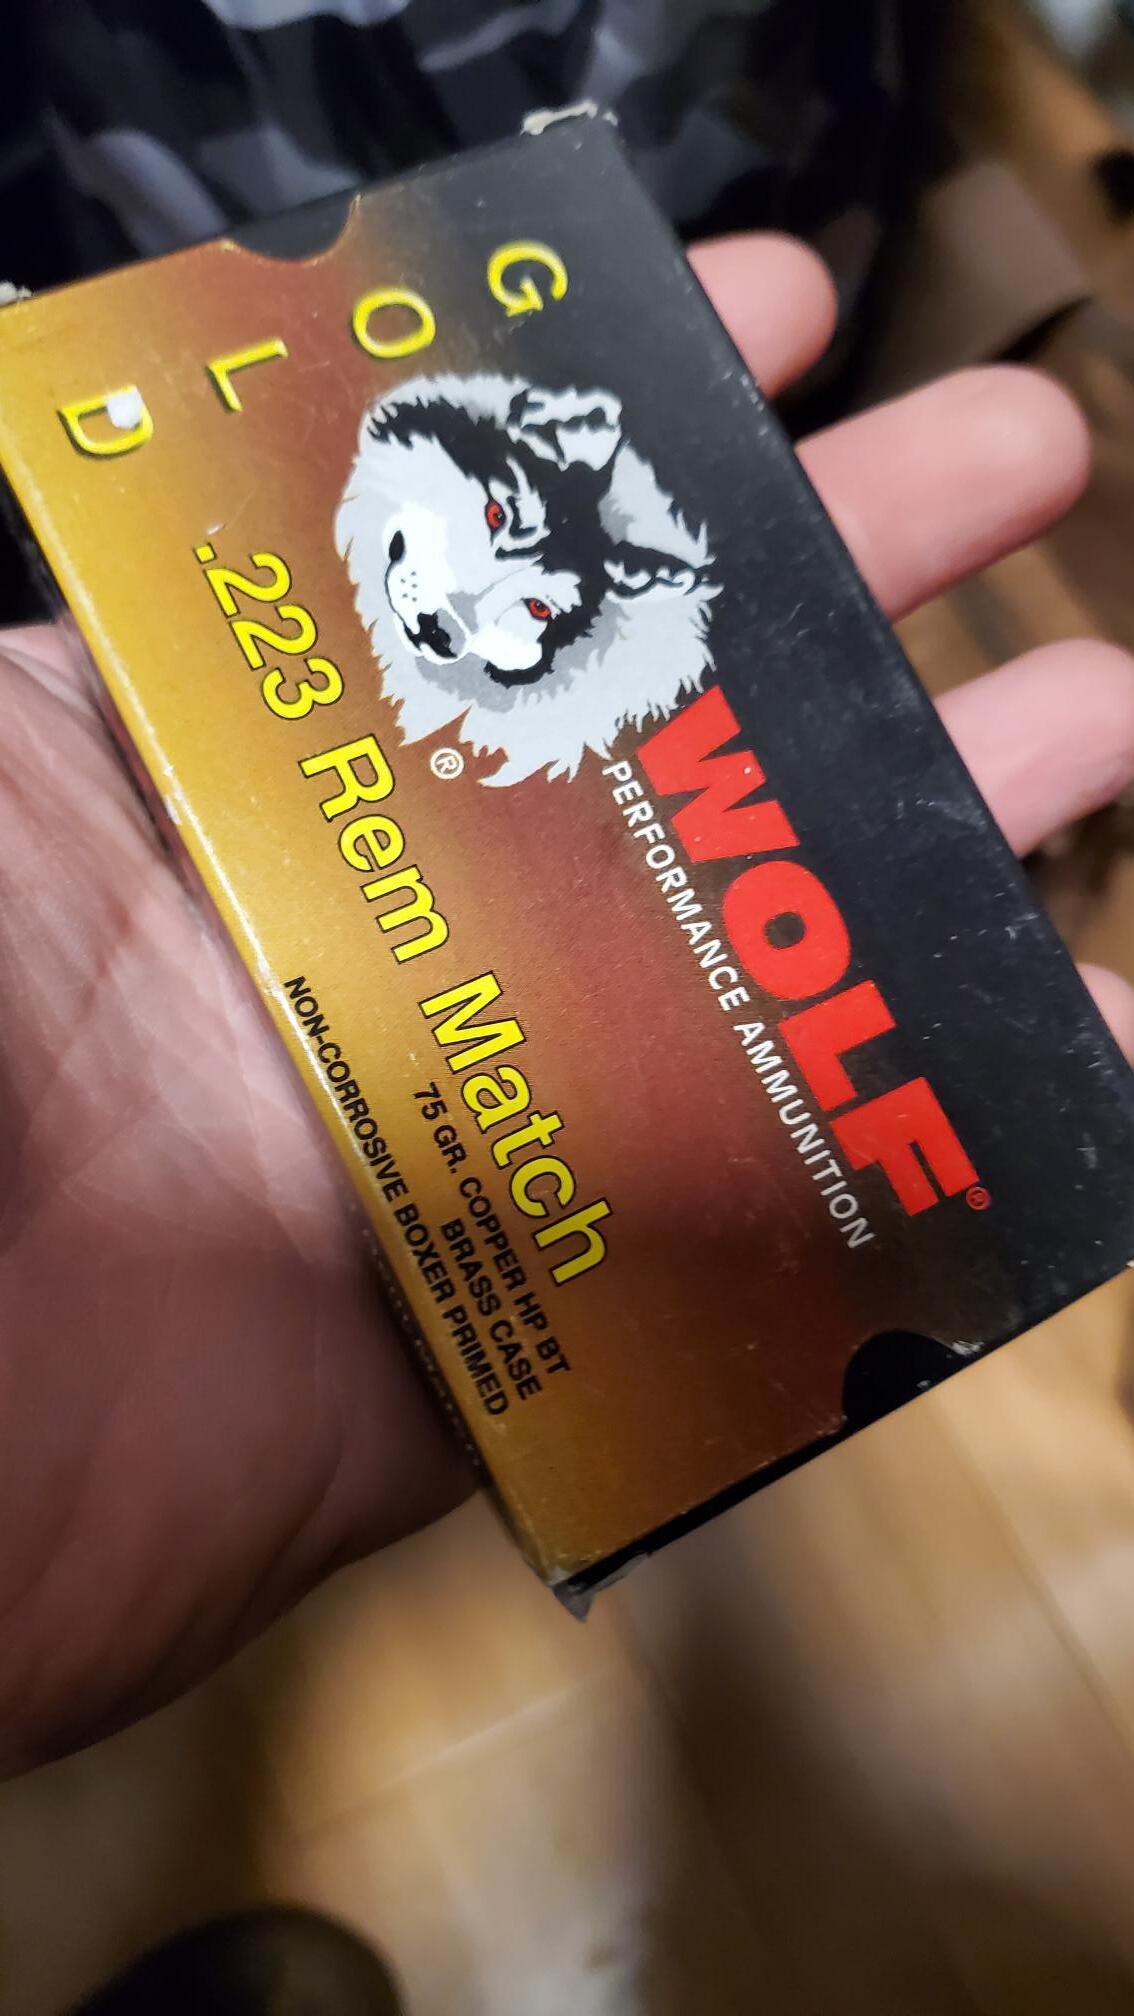 WOLF®
PERFORMANCE AMMUNITION
GOLD
®
.223 Rem Match
75 GR. COPPER HP BT
BRASS CASE
NON-CORROSIVE BOXER PRIMED